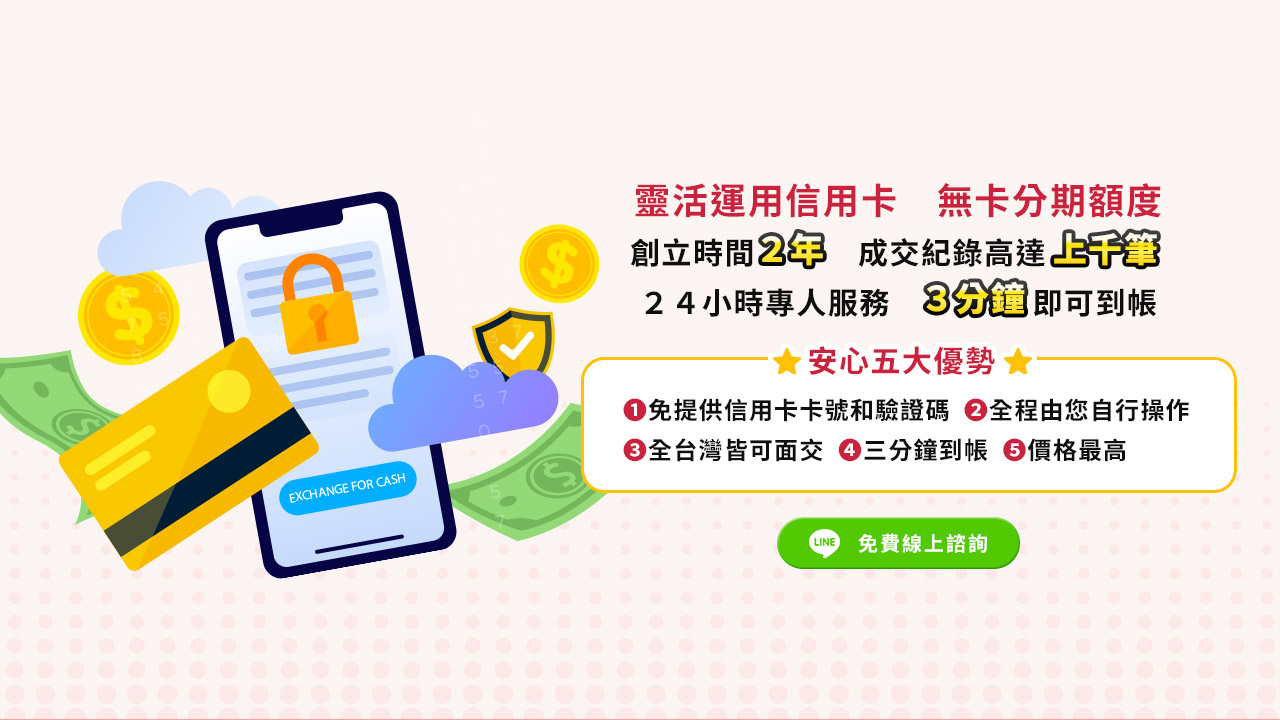 靈活運用信用卡　無卡分期額度
創立時間2年　成交紀錄高達上千筆
２４小時專人服務　3分鐘即可到帳
安心五大優勢
❶免提供信用卡卡號和驗證碼 ❷全程由您自行操作
❸全台灣皆可面交 ❹三分鐘到帳 ❺價格最高
EXCHANGE FOR CASH
LINE 免費線上諮詢